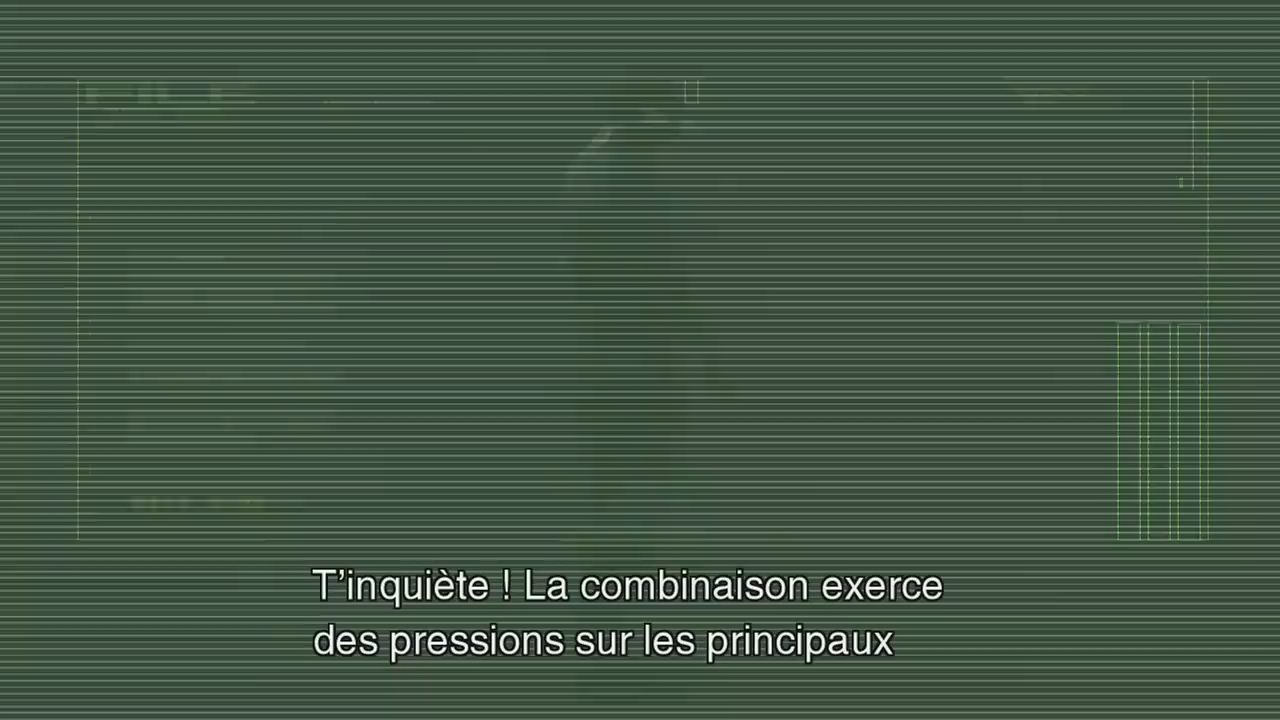 T’inquiète ! La combinaison exerce
des pressions sur les principaux